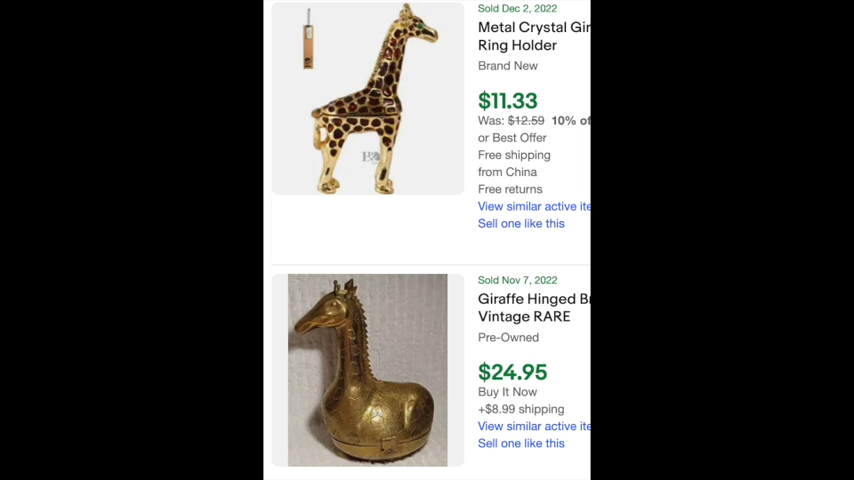 Sold Dec 2, 2022
Metal Crystal Gir
Ring Holder
Brand New
$11.33
Was: $12.59 10% of
or Best Offer
Free shipping
from China
Free returns
View similar active ite
Sell one like this
Sold Nov 7, 2022
Giraffe Hinged B
Vintage RARE
Pre-Owned
$24.95
Buy It Now
+$8.99 shipping
View similar active ite
Sell one like this